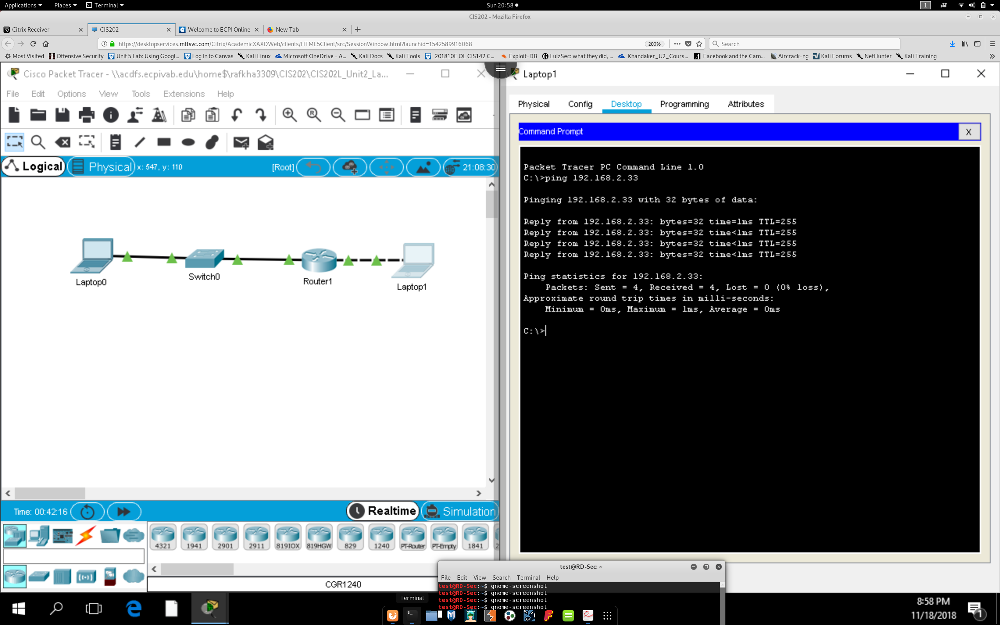 Applications Places Terminal Sun 20:58 1
CIS202 - Mozilla Firefox
Citrix Receiver CIS202 Welcome to ECPI Online New Tab
https://desktopservices.mttsvc.com/Citrix/AcademicXAXDWeb/clients/HTML5Client/src/SessionWindow.html?launchid=1542589916068 200% Search
Most Visited Offensive Security Unit 5 Lab: Using Googl... Log In to Canvas Kali Linux Microsoft OneDrive - A... Kali Docs Kali Tools 201810E OL CIS142 C... Exploit-DB LulzSec: what they did, ... Khandaker_U2_Cours... Facebook and the Cam... Aircrack-ng Kali Forums NetHunter Kali Training
Cisco Packet Tracer - \\acdfs.ecpivab.edu\home$\rafkha3309\CIS202\CIS202L_Unit2_La...
File Edit Options View Tools Extensions Help
Logical Physical x: 547, y: 110 [Root] 21:08:30
Laptop0
Switch0
Router1
Laptop1
Time: 00:42:16 Realtime Simulation
4321 1941 2901 2911 819IOX 819HGW 829 1240 PT-Router PT-Empty 1841 2
CGR1240
Laptop1
Physical Config Desktop Programming Attributes
Command Prompt X
Packet Tracer PC Command Line 1.0
C:\>ping 192.168.2.33
Pinging 192.168.2.33 with 32 bytes of data:
Reply from 192.168.2.33: bytes=32 time=1ms TTL=255
Reply from 192.168.2.33: bytes=32 time<1ms TTL=255
Reply from 192.168.2.33: bytes=32 time<1ms TTL=255
Reply from 192.168.2.33: bytes=32 time<1ms TTL=255
Ping statistics for 192.168.2.33:
Packets: Sent = 4, Received = 4, Lost = 0 (0% loss),
Approximate round trip times in milli-seconds:
Minimum = 0ms, Maximum = 1ms, Average = 0ms
C:\>
test@RD-Sec: ~
File Edit View Search Terminal Help
test@RD-Sec:~$ gnome-screenshot
test@RD-Sec:~$ gnome-screenshot
test@RD-Sec:~$ gnome-screenshot
test@RD-Sec:~$ gnome-screenshot
Terminal
8:58 PM
11/18/2018
1